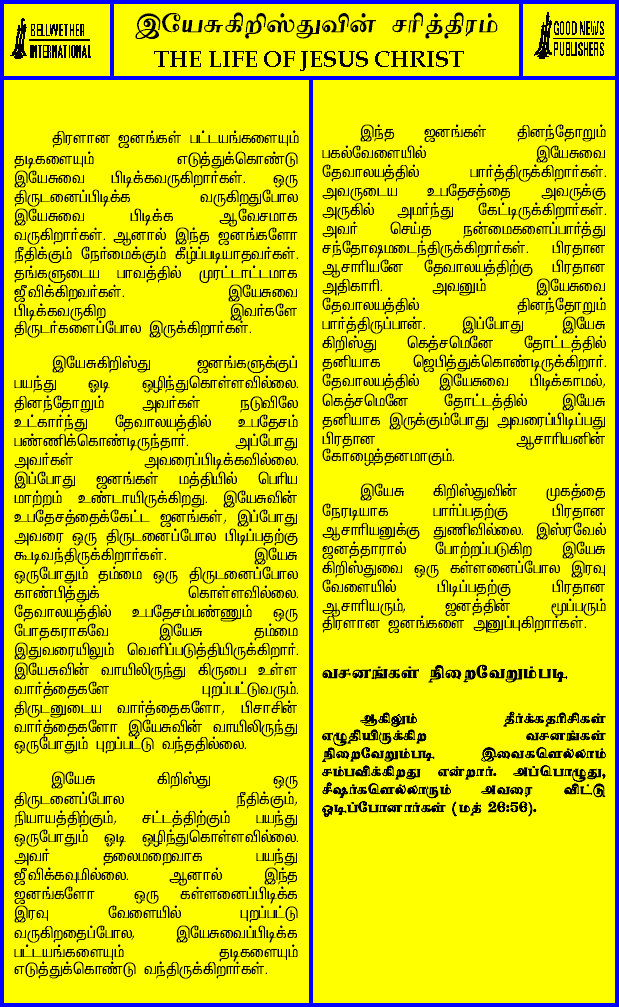 BELLWETHER
INTERNATIONAL
இயேசுகிறிஸ்துவின் சரித்திரம்
THE LIFE OF JESUS CHRIST
GOOD NEWS
PUBLISHERS
திரளான ஜனங்கள் பட்டயங்களையும்
தடிகளையும் எடுத்துக்கொண்டு
இயேசுவை பிடிக்கவருகிறார்கள். ஒரு
திருடனைப்பிடிக்க வருகிறதுபோல
இயேசுவை பிடிக்க ஆவேசமாக
வருகிறார்கள். ஆனால் இந்த ஜனங்களோ
நீதிக்கும் நேர்மைக்கும் கீழ்ப்படியாதவர்கள்.
தங்களுடைய பாவத்தில் முரட்டாட்டமாக
ஜீவிக்கிறவர்கள். இயேசுவை
பிடிக்கவருகிற இவர்களே
திருடர்களைப்போல இருக்கிறார்கள்.
இயேசுகிறிஸ்து ஜனங்களுக்குப்
பயந்து ஓடி ஒழிந்துகொள்ளவில்லை.
தினந்தோறும் அவர்கள் நடுவிலே
உட்கார்ந்து தேவாலயத்தில் உபதேசம்
பண்ணிக்கொண்டிருந்தார். அப்போது
அவர்கள் அவரைப்பிடிக்கவில்லை.
இப்போது ஜனங்கள் மத்தியில் பெரிய
மாற்றம் உண்டாயிருக்கிறது. இயேசுவின்
உபதேசத்தைக்கேட்ட ஜனங்கள், இப்போது
அவரை ஒரு திருடனைப்போல பிடிப்பதற்கு
கூடிவந்திருக்கிறார்கள். இயேசு
ஒருபோதும் தம்மை ஒரு திருடனைப்போல
காண்பித்துக் கொள்ளவில்லை.
தேவாலயத்தில் உபதேசம்பண்ணும் ஒரு
போதகராகவே இயேசு தம்மை
இதுவரையிலும் வெளிப்படுத்தியிருக்கிறார்.
இயேசுவின் வாயிலிருந்து கிருபை உள்ள
வார்த்தைகளே புறப்பட்டுவரும்.
திருடனுடைய வார்த்தைகளோ, பிசாசின்
வார்த்தைகளோ இயேசுவின் வாயிலிருந்து
ஒருபோதும் புறப்பட்டு வந்ததில்லை.
இயேசு கிறிஸ்து ஒரு
திருடனைப்போல நீதிக்கும்,
நியாயத்திற்கும், சட்டத்திற்கும் பயந்து
ஒருபோதும் ஓடி ஒழிந்துகொள்ளவில்லை.
அவர் தலைமறைவாக பயந்து
ஜீவிக்கவுமில்லை. ஆனால் இந்த
ஜனங்களோ ஒரு கள்ளனைப்பிடிக்க
இரவு வேளையில் புறப்பட்டு
வருகிறதைப்போல, இயேசுவைப்பிடிக்க
பட்டயங்களையும் தடிகளையும்
எடுத்துக்கொண்டு வந்திருக்கிறார்கள்.
இந்த ஜனங்கள் தினந்தோறும்
பகல்வேளையில் இயேசுவை
தேவாலயத்தில் பார்த்திருக்கிறார்கள்.
அவருடைய உபதேசத்தை அவருக்கு
அருகில் அமர்ந்து கேட்டிருக்கிறார்கள்.
அவர் செய்த நன்மைகளைப்பார்த்து
சந்தோஷமடைந்திருக்கிறார்கள். பிரதான
ஆசாரியனே தேவாலயத்திற்கு பிரதான
அதிகாரி. அவனும் இயேசுவை
தேவாலயத்தில் தினந்தோறும்
பார்த்திருப்பான். இப்போது இயேசு
கிறிஸ்து கெத்சமெனே தோட்டத்தில்
தனியாக ஜெபித்துக்கொண்டிருக்கிறார்.
தேவாலயத்தில் இயேசுவை பிடிக்காமல்,
கெத்சமெனே தோட்டத்தில் இயேசு
தனியாக இருக்கும்போது அவரைப்பிடிப்பது
பிரதான ஆசாரியனின்
கோழைத்தனமாகும்.
இயேசு கிறிஸ்துவின் முகத்தை
நேரடியாக பார்ப்பதற்கு பிரதான
ஆசாரியனுக்கு துணிவில்லை. இஸ்ரவேல்
ஜனத்தாரால் போற்றப்படுகிற இயேசு
கிறிஸ்துவை ஒரு கள்ளனைப்போல இரவு
வேளையில் பிடிப்பதற்கு பிரதான
ஆசாரியரும், ஜனத்தின் மூப்பரும்
திரளான ஜனங்களை அனுப்புகிறார்கள்.
வசனங்கள் நிறைவேறும்படி
ஆகிலும் தீர்க்கதரிசிகள்
எழுதியிருக்கிற வசனங்கள்
நிறைவேறும்படி இவைகளெல்லாம்
சம்பவிக்கிறது என்றார். அப்பொழுது,
சீஷர்களெல்லாரும் அவரை விட்டு
ஓடிப்போனார்கள் (மத் 26:56).